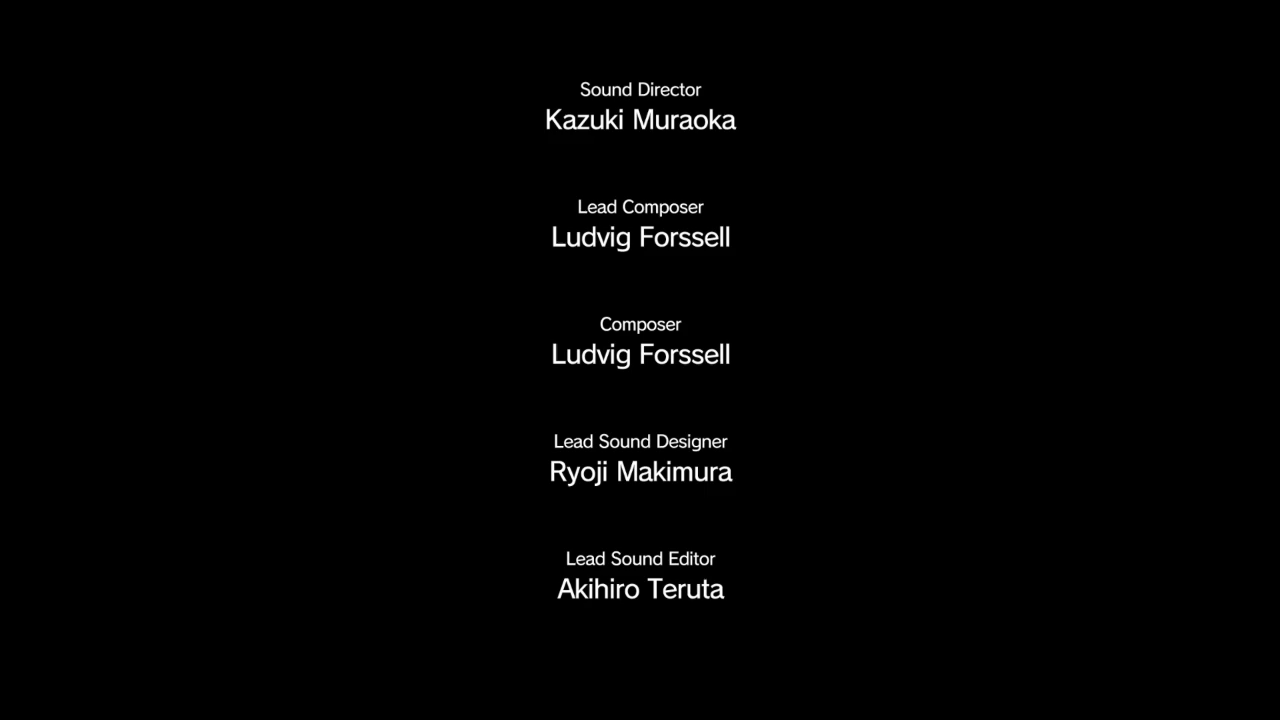 Sound Director
Kazuki Muraoka
Lead Composer
Ludvig Forssell
Composer
Ludvig Forssell
Lead Sound Designer
Ryoji Makimura
Lead Sound Editor
Akihiro Teruta